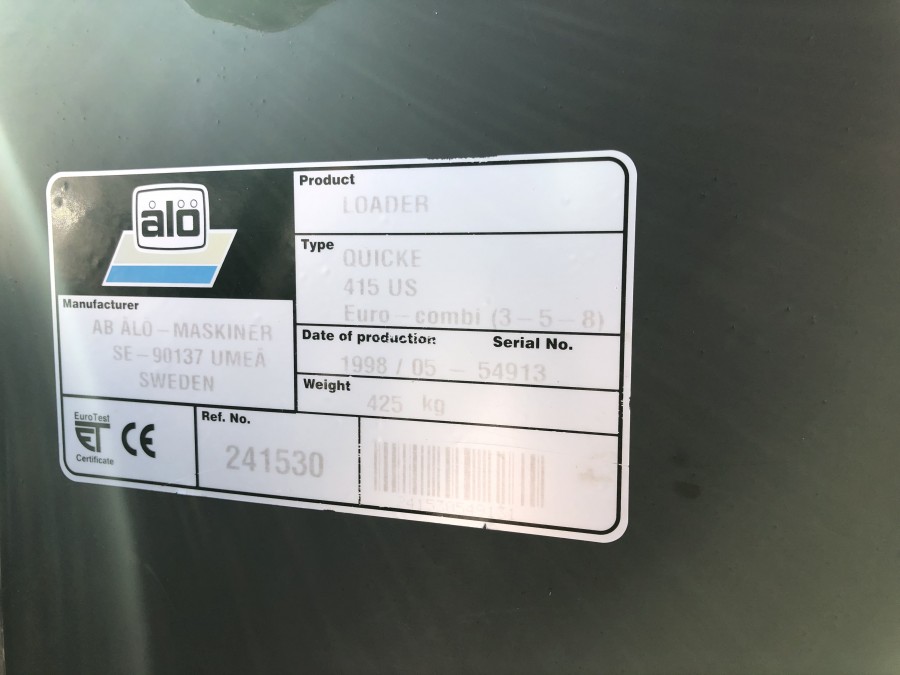 älö
Product
LOADER
Type
QUICKE
415 US
Euro-combi (3-5-8)
Manufacturer
AB ÅLÖ-MASKINER
SE-90137 UMEÅ
SWEDEN
Date of production Serial No.
1998 / 05 - 54913
Weight
425 kg
EuroTest
ET CE
Certificate
Ref. No.
241530